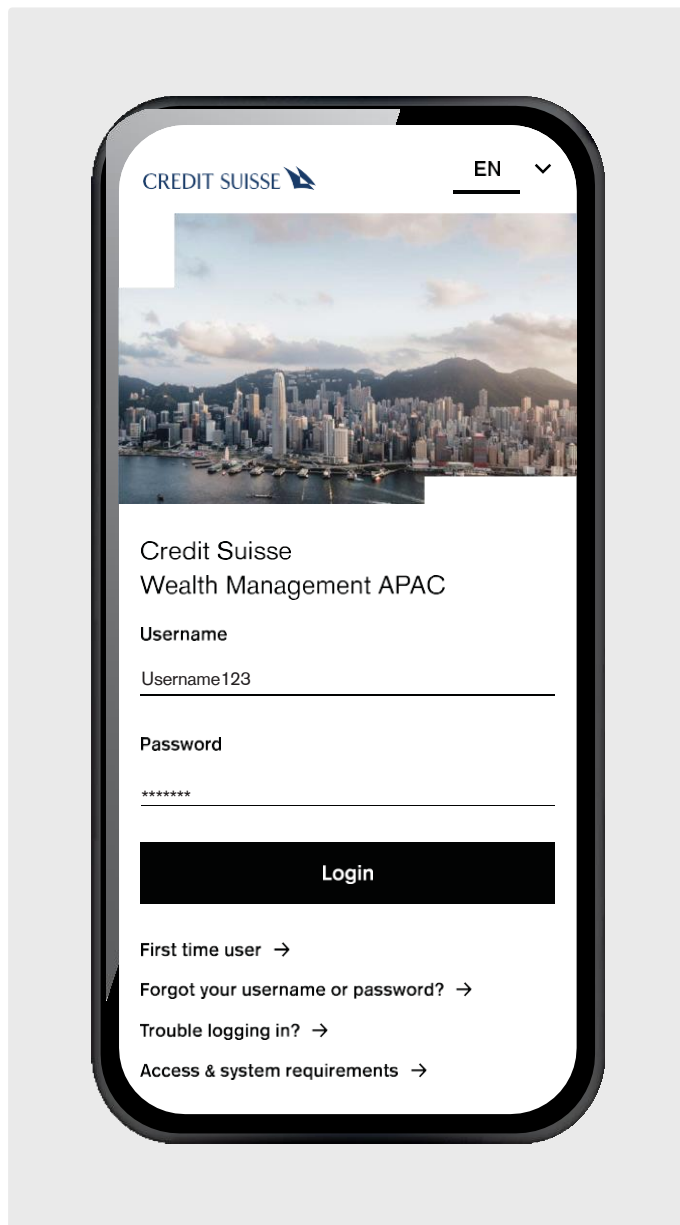 CREDIT SUISSE
EN
Credit Suisse
Wealth Management APAC
Username
Username123
Password
*******
Login
First time user →
Forgot your username or password? →
Trouble logging in? →
Access & system requirements →